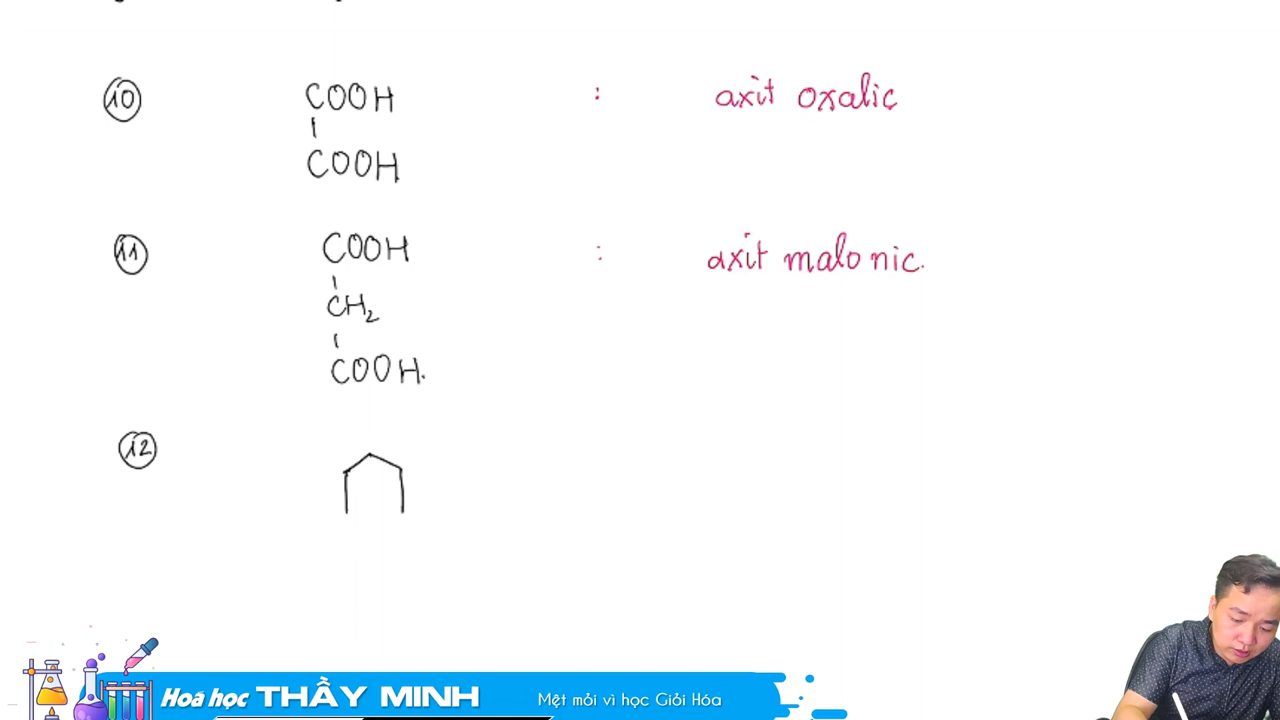 10 COOH : axit oxalic
COOH
11 COOH : axit malonic.
CH₂
COOH.
12
Hoá học THẦY MINH
Mệt mỏi vì học Giỏi Hóa